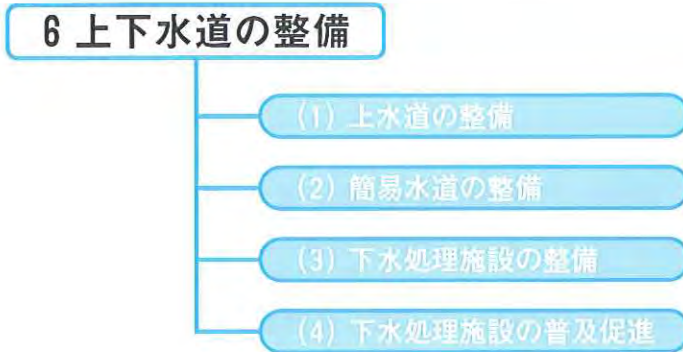 6 上下水道の整備
(1) 上水道の整備
(2) 簡易水道の整備
(3) 下水処理施設の整備
(4) 下水処理施設の普及促進